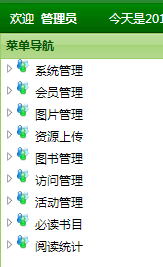 欢迎 管理员 今天是201
菜单导航
系统管理
会员管理
图片管理
资源上传
图书管理
访问管理
活动管理
必读书目
阅读统计